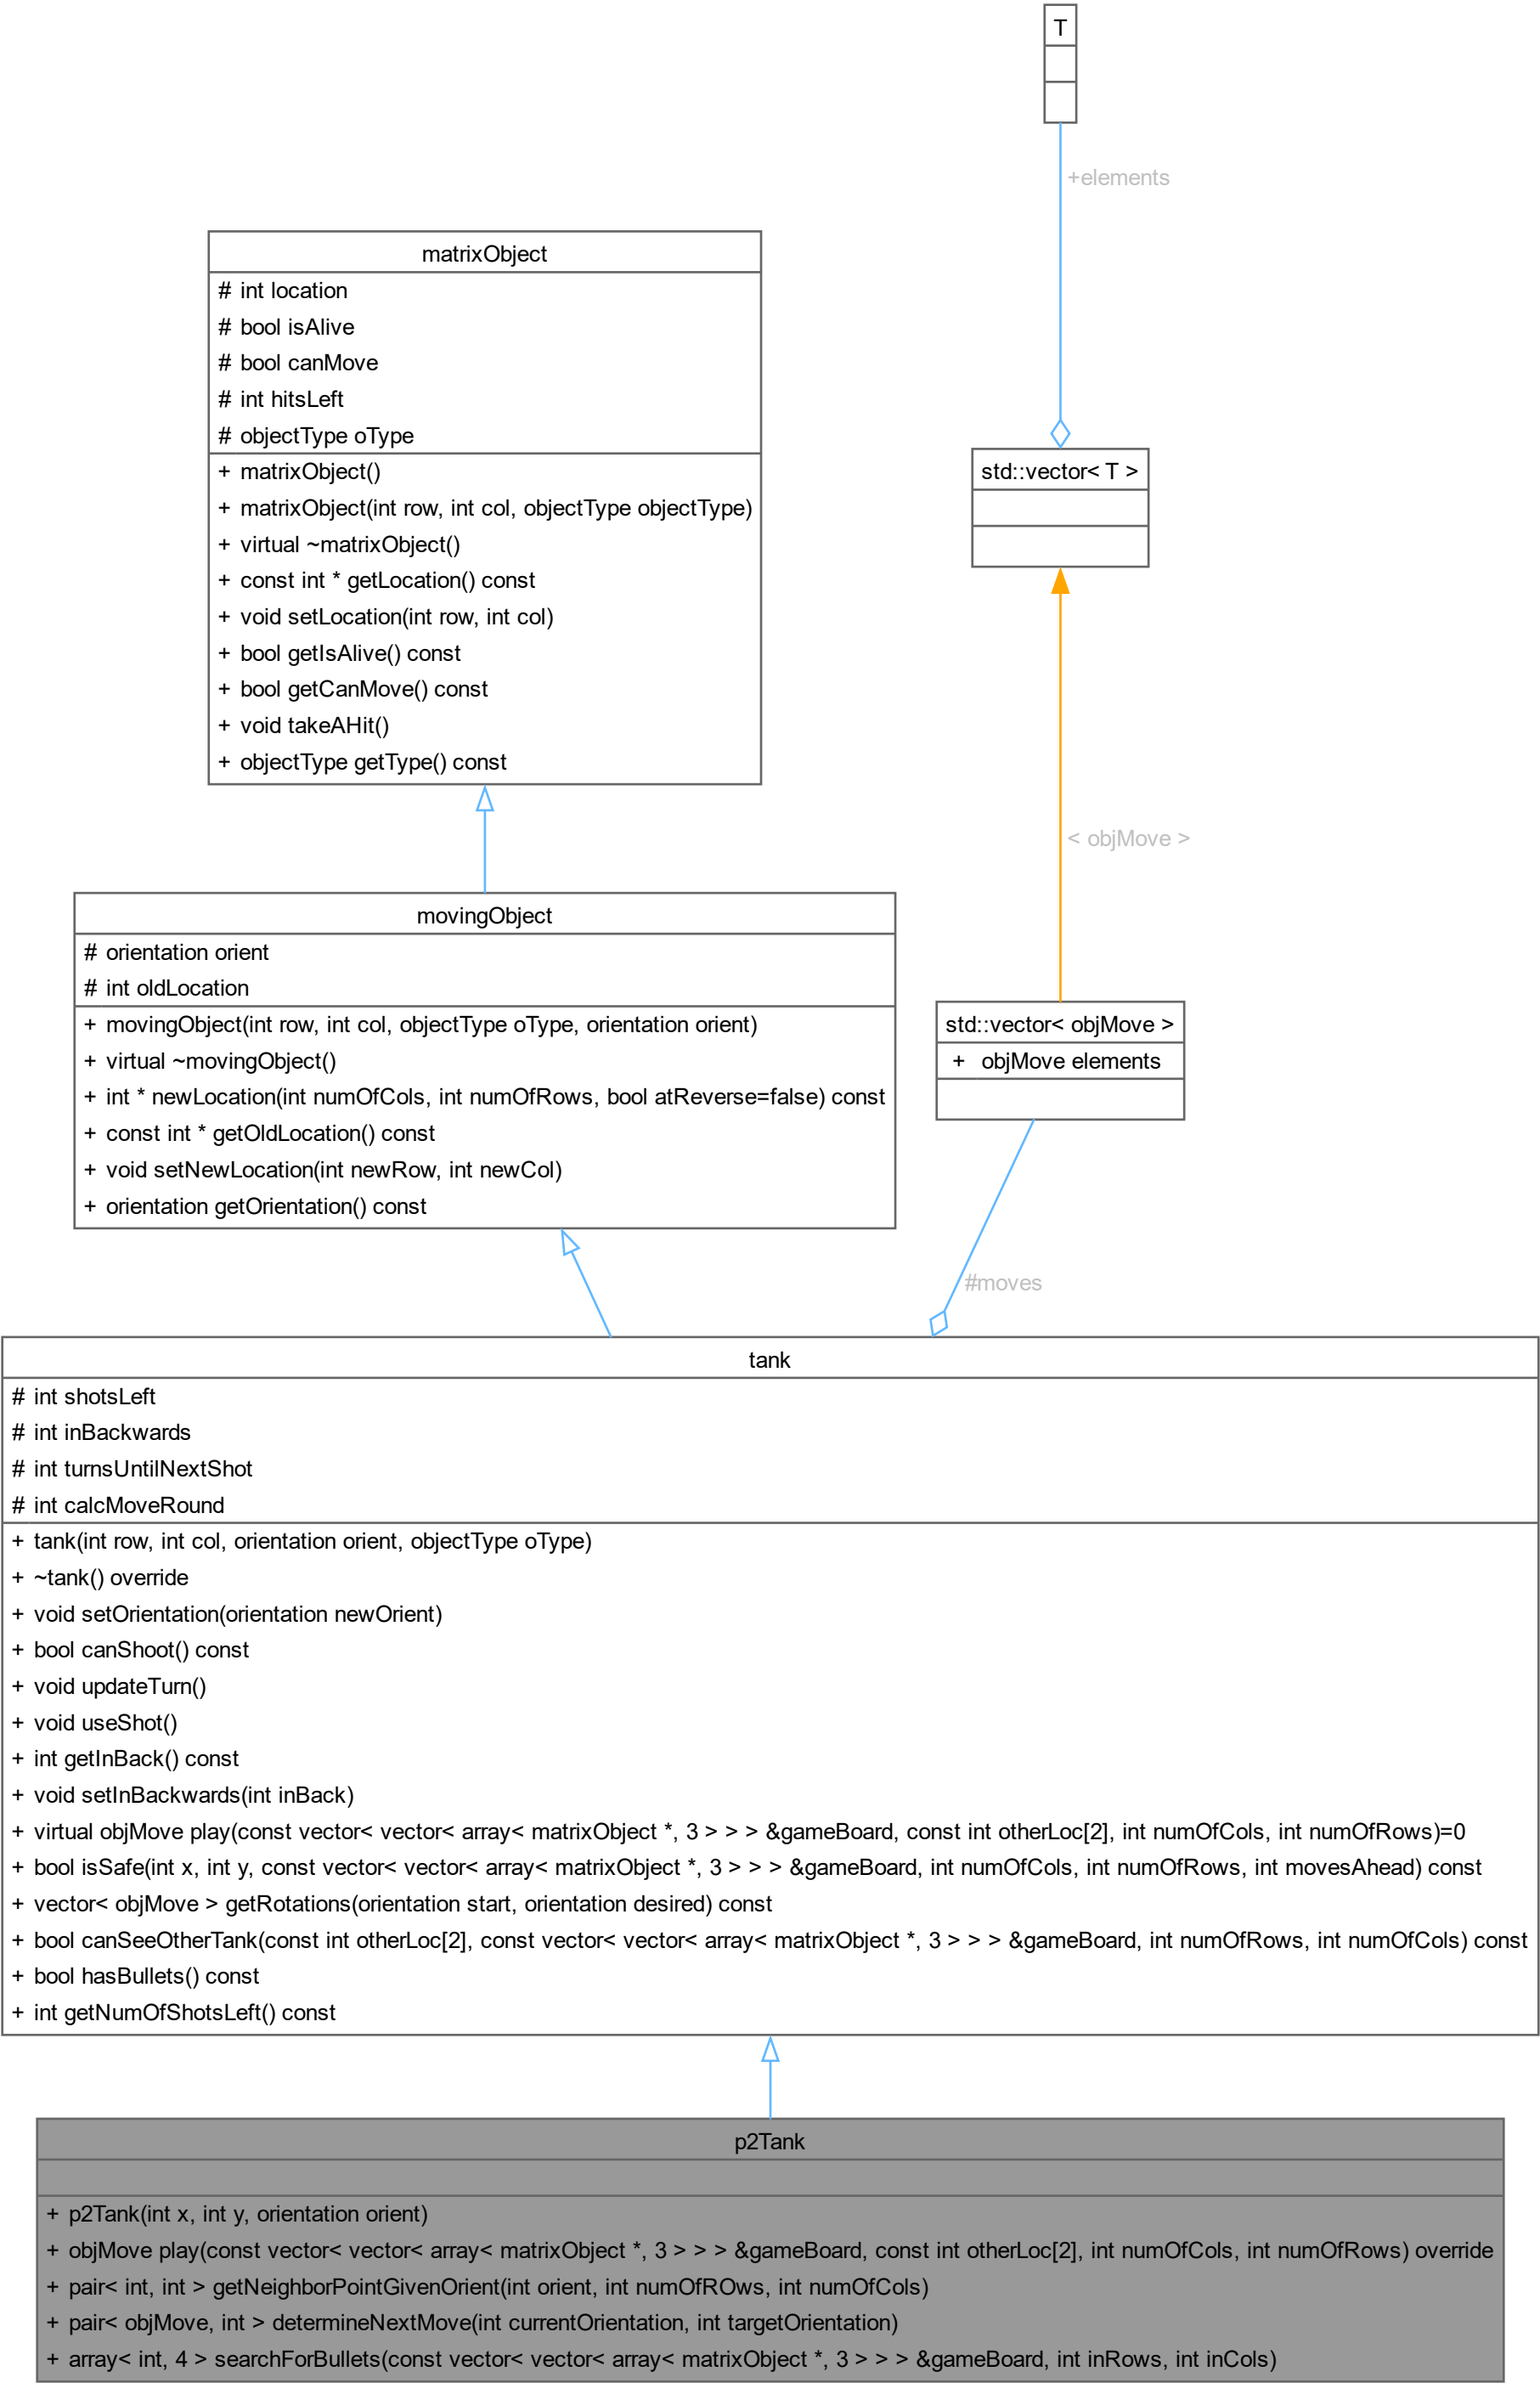 T
+elements
matrixObject
# int location
# bool isAlive
# bool canMove
# int hitsLeft
# objectType oType
+ matrixObject()
+ matrixObject(int row, int col, objectType objectType)
+ virtual ~matrixObject()
+ const int * getLocation() const
+ void setLocation(int row, int col)
+ bool getIsAlive() const
+ bool getCanMove() const
+ void takeAHit()
+ objectType getType() const
std::vector< T >
< objMove >
movingObject
# orientation orient
# int oldLocation
+ movingObject(int row, int col, objectType oType, orientation orient)
+ virtual ~movingObject()
+ int * newLocation(int numOfCols, int numOfRows, bool atReverse=false) const
+ const int * getOldLocation() const
+ void setNewLocation(int newRow, int newCol)
+ orientation getOrientation() const
std::vector< objMove >
+ objMove elements
#moves
tank
# int shotsLeft
# int inBackwards
# int turnsUntilNextShot
# int calcMoveRound
+ tank(int row, int col, orientation orient, objectType oType)
+ ~tank() override
+ void setOrientation(orientation newOrient)
+ bool canShoot() const
+ void updateTurn()
+ void useShot()
+ int getInBack() const
+ void setInBackwards(int inBack)
+ virtual objMove play(const vector< vector< array< matrixObject *, 3 > > > &gameBoard, const int otherLoc[2], int numOfCols, int numOfRows)=0
+ bool isSafe(int x, int y, const vector< vector< array< matrixObject *, 3 > > > &gameBoard, int numOfCols, int numOfRows, int movesAhead) const
+ vector< objMove > getRotations(orientation start, orientation desired) const
+ bool canSeeOtherTank(const int otherLoc[2], const vector< vector< array< matrixObject *, 3 > > > &gameBoard, int numOfRows, int numOfCols) const
+ bool hasBullets() const
+ int getNumOfShotsLeft() const
p2Tank
+ p2Tank(int x, int y, orientation orient)
+ objMove play(const vector< vector< array< matrixObject *, 3 > > > &gameBoard, const int otherLoc[2], int numOfCols, int numOfRows) override
+ pair< int, int > getNeighborPointGivenOrient(int orient, int numOfROws, int numOfCols)
+ pair< objMove, int > determineNextMove(int currentOrientation, int targetOrientation)
+ array< int, 4 > searchForBullets(const vector< vector< array< matrixObject *, 3 > > > &gameBoard, int inRows, int inCols)